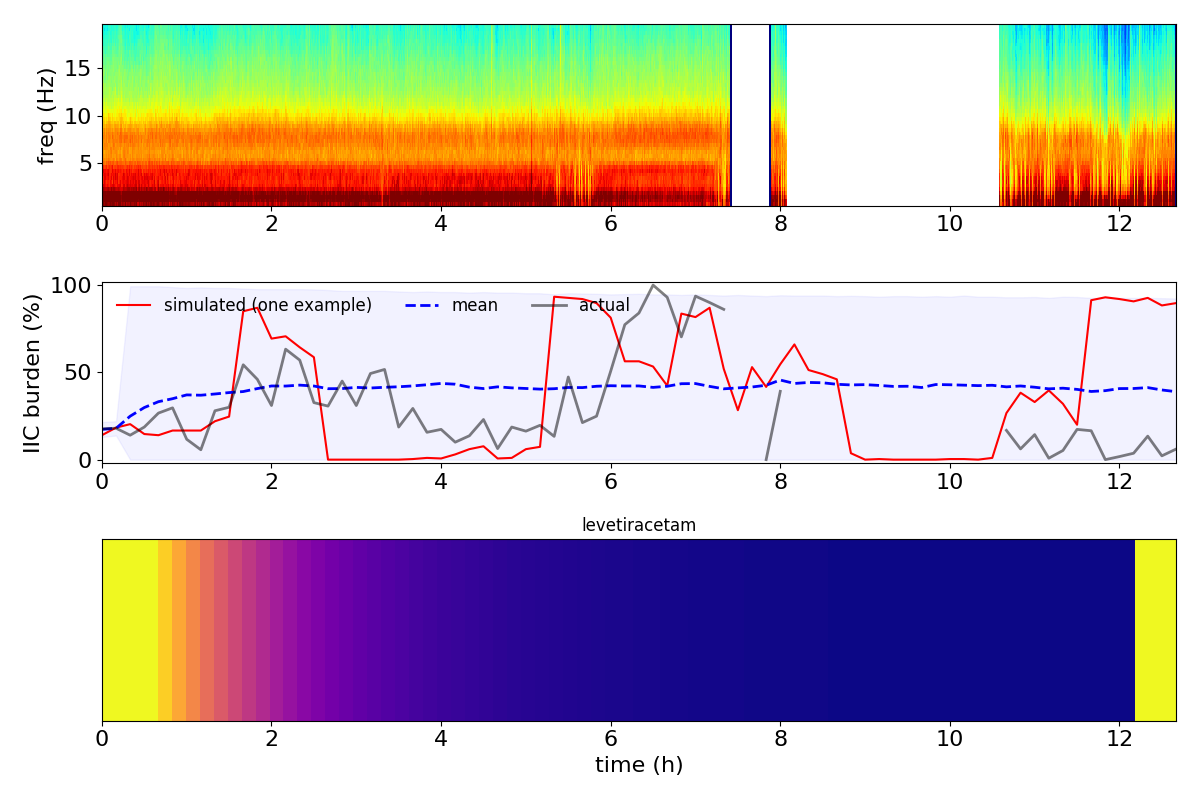 15
10
5
freq (Hz)
0 2 4 6 8 10 12
100
50
0
IIC burden (%)
simulated (one example) mean actual
0 2 4 6 8 10 12
levetiracetam
0 2 4 6 8 10 12
time (h)